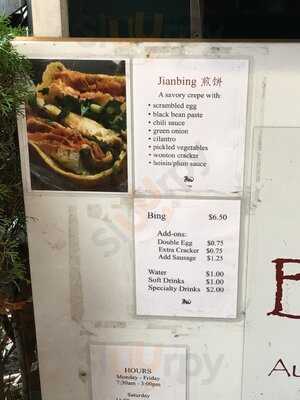 Jianbing 煎饼
A savory crepe with:
• scrambled egg
• black bean paste
• chili sauce
• green onion
• cilantro
• pickled vegetables
• wonton cracker
• hoisin/plum sauce
Bing $6.50
Add-ons:
Double Egg $0.75
Extra Cracker $0.75
Add Sausage $1.25
Water $1.00
Soft Drinks $1.00
Specialty Drinks $2.00
HOURS
Monday - Friday
7:30am - 3:00pm
Saturday